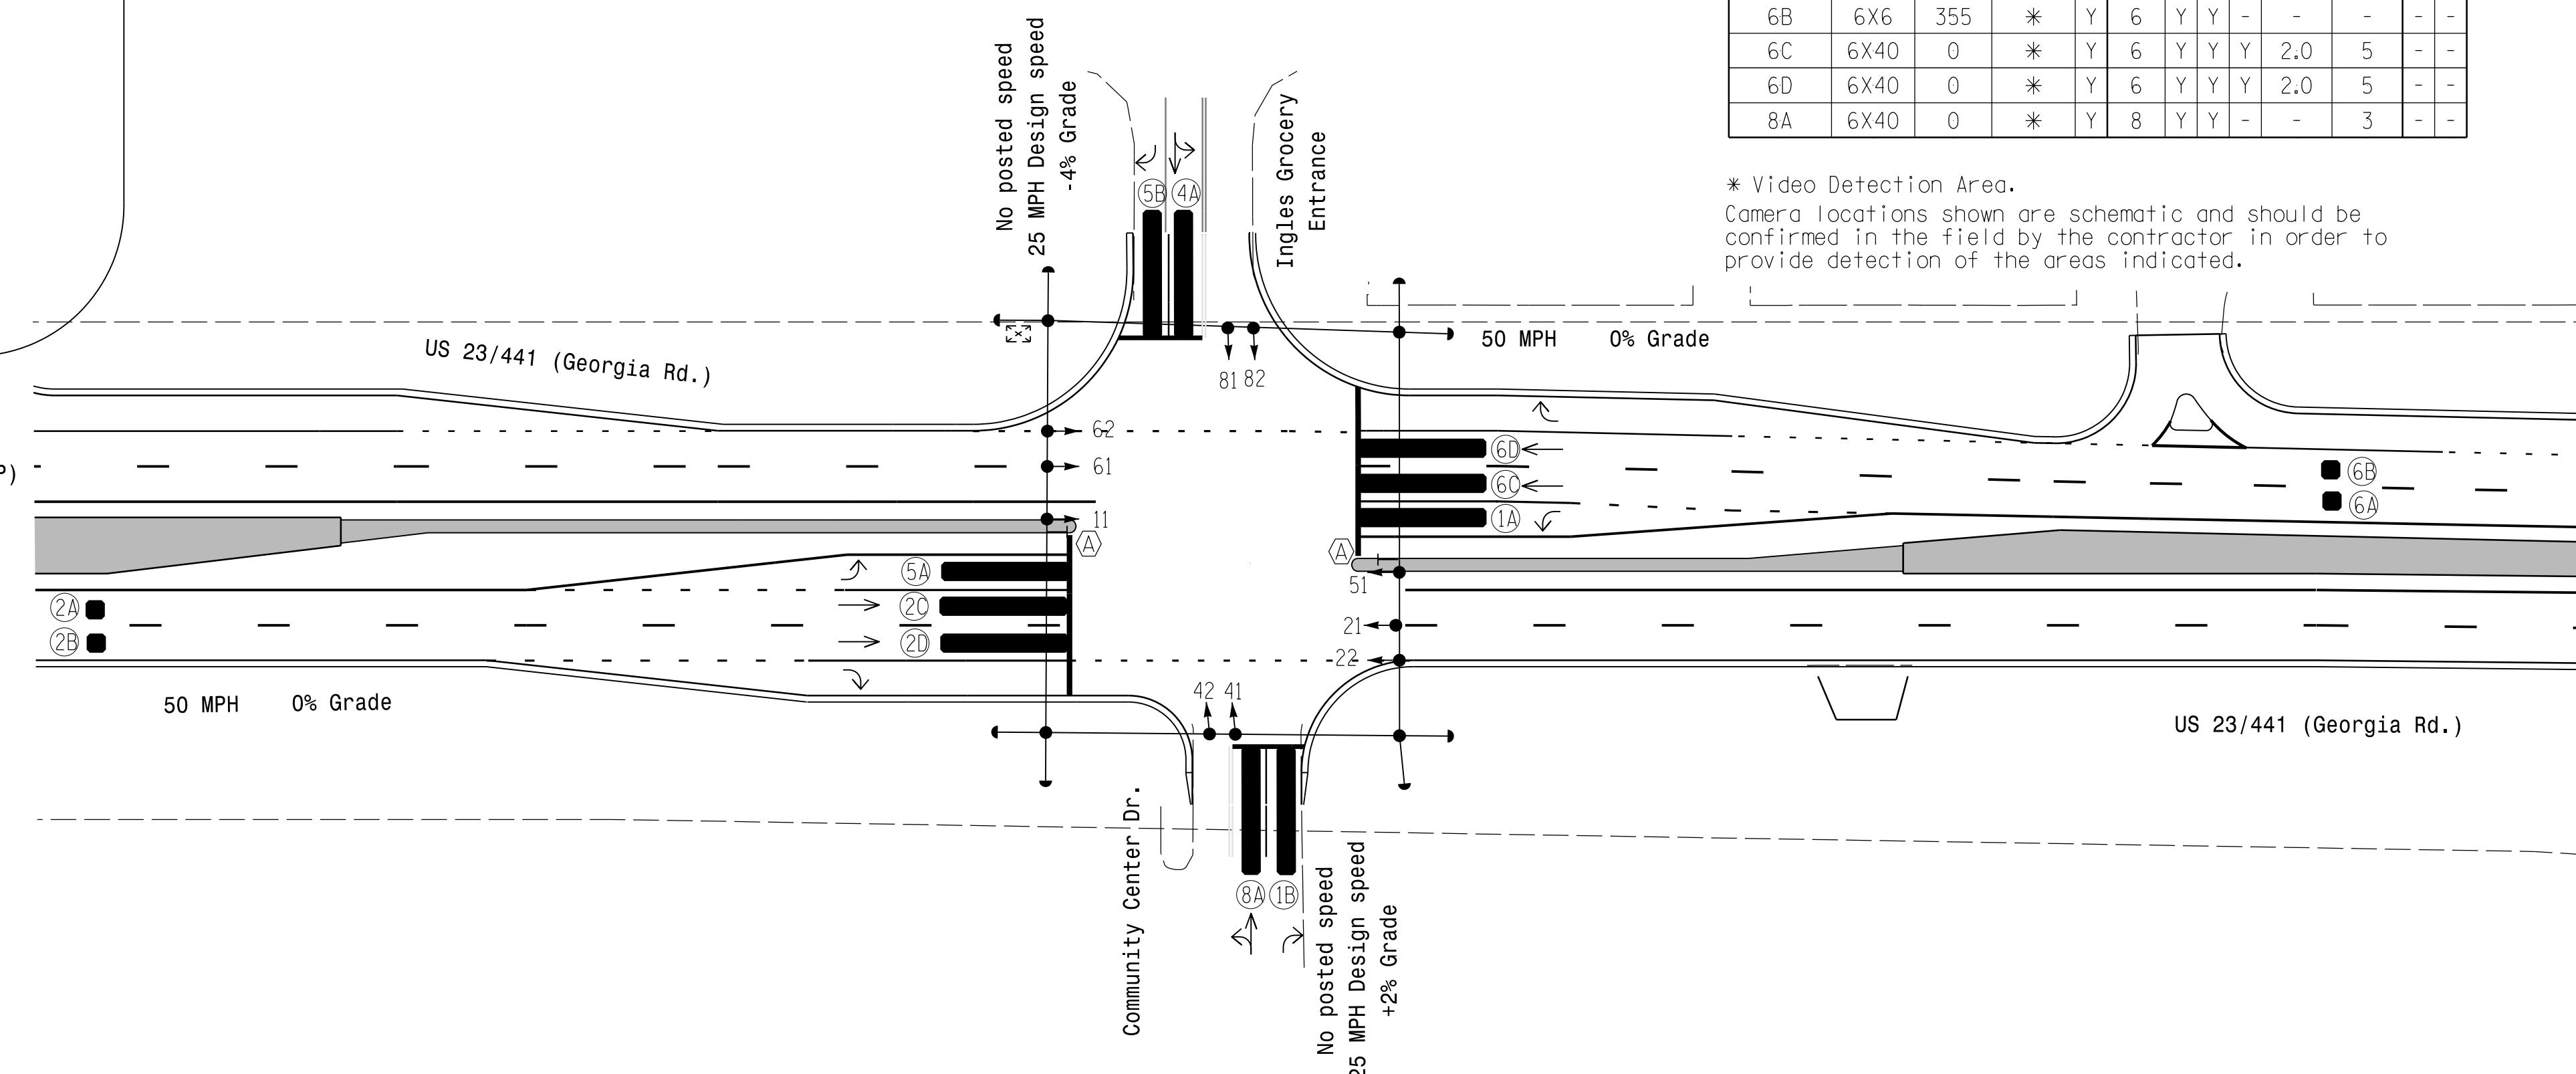 6B 6X6 355 * Y 6 Y Y - - - - -
6C 6X40 0 * Y 6 Y Y Y 2.0 5 - -
6D 6X40 0 * Y 6 Y Y Y 2.0 5 - -
8A 6X40 0 * Y 8 Y Y - - 3 - -
* Video Detection Area.
Camera locations shown are schematic and should be
confirmed in the field by the contractor in order to
provide detection of the areas indicated.
No posted speed
25 MPH Design speed
-4% Grade
Ingles Grocery
Entrance
5B
4A
81
82
US 23/441 (Georgia Rd.)
50 MPH
0% Grade
62
61
11
A
6D
6C
1A
A
6B
6A
P)
5A
2C
2D
2A
2B
51
21
22
42
41
50 MPH
0% Grade
US 23/441 (Georgia Rd.)
Community Center Dr.
8A
1B
No posted speed
25 MPH Design speed
+2% Grade